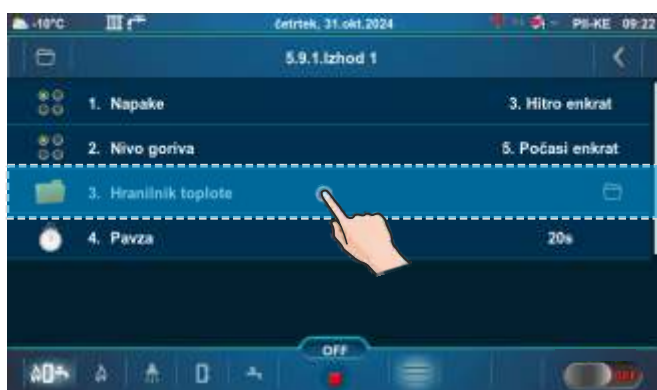 -10°C četrtek, 31.okt.2024 PII-KE 09:22
5.9.1.Izhod 1
1. Napake 3. Hitro enkrat
2. Nivo goriva 5. Počasi enkrat
3. Hranilnik toplote
4. Pavza 20s
OFF
OFF